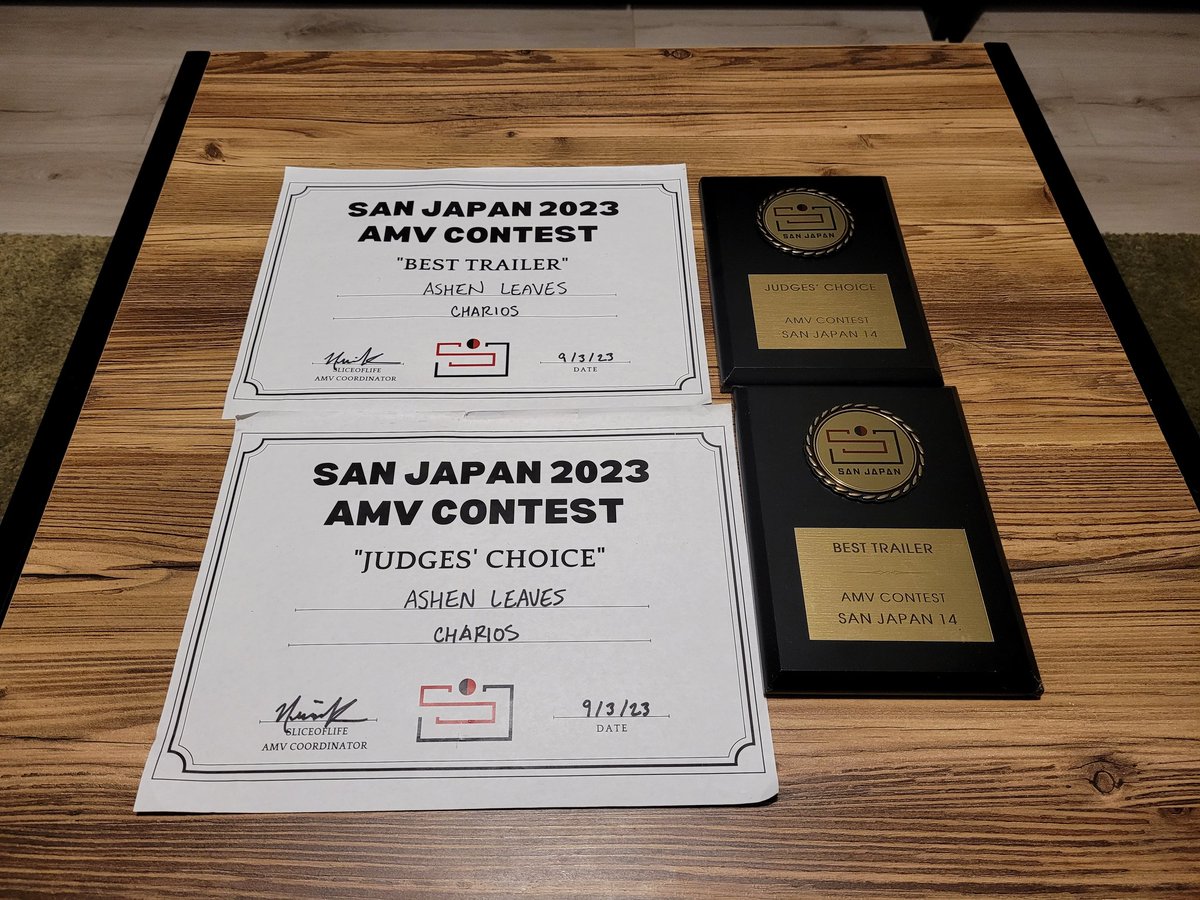 SAN JAPAN 2023
AMV CONTEST
"BEST TRAILER"
ASHEN LEAVES
CHARIOS
SLICEOFLIFE
AMV COORDINATOR
9/3/23
DATE
SAN JAPAN
JUDGES' CHOICE
AMV CONTEST
SAN JAPAN 14
SAN JAPAN 2023
AMV CONTEST
"JUDGES' CHOICE"
ASHEN LEAVES
CHARIOS
SLICEOFLIFE
AMV COORDINATOR
9/3/23
DATE
SAN JAPAN
BEST TRAILER
AMV CONTEST
SAN JAPAN 14